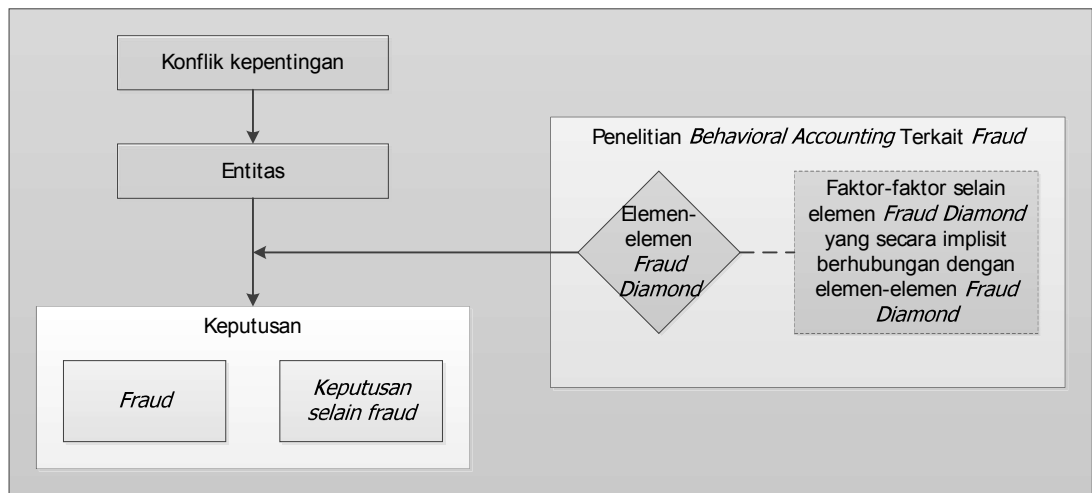 Konflik kepentingan
Entitas
Penelitian Behavioral Accounting Terkait Fraud
Elemen-
elemen
Fraud
Diamond
Faktor-faktor selain
elemen Fraud Diamond
yang secara implisit
berhubungan dengan
elemen-elemen Fraud
Diamond
Keputusan
Fraud
Keputusan
selain fraud